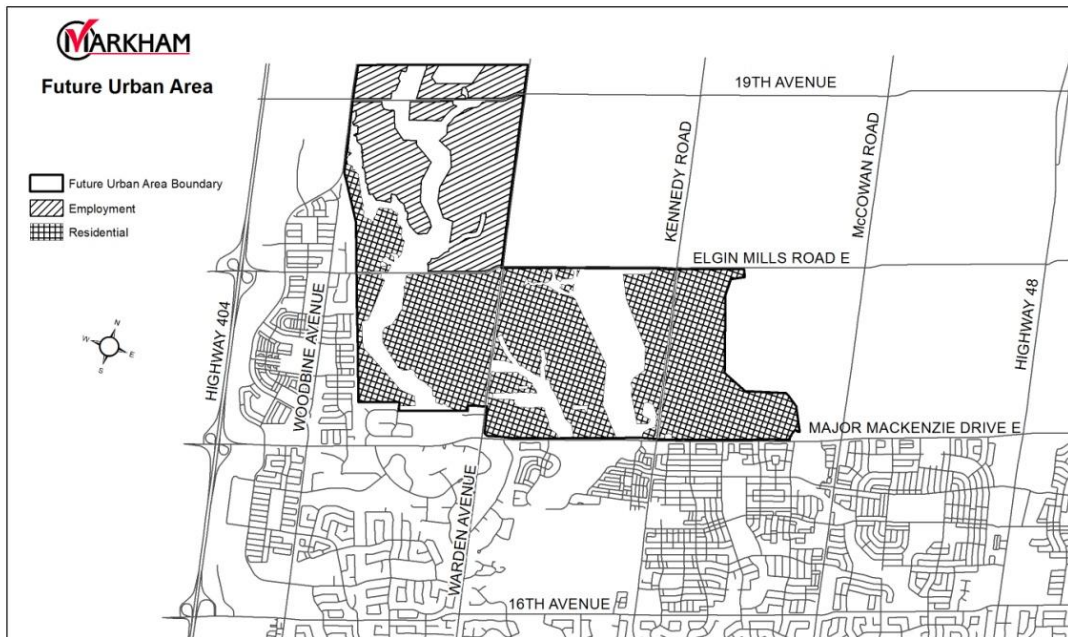 MARKHAM
Future Urban Area
Future Urban Area Boundary
Employment
Residential
N
W
E
S
19TH AVENUE
KENNEDY ROAD
McCOWAN ROAD
ELGIN MILLS ROAD E
HIGHWAY 404
WOODBINE AVENUE
HIGHWAY 48
MAJOR MACKENZIE DRIVE E
WARDEN AVENUE
16TH AVENUE